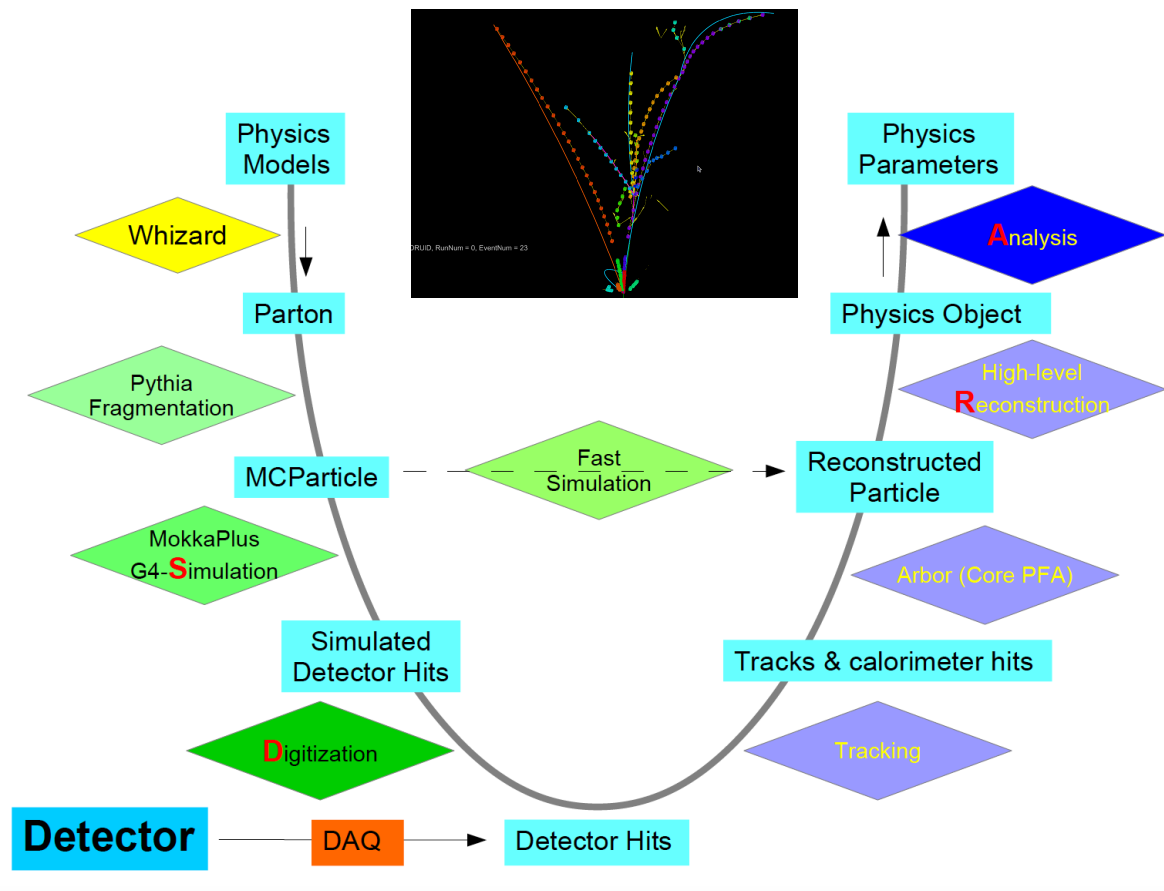 DRUID, RunNum = 0, EventNum = 23
Physics
Models
Physics
Parameters
Whizard
Analysis
Parton
Physics Object
Pythia
Fragmentation
High-level
Reconstruction
MCParticle
Fast
Simulation
Reconstructed
Particle
MokkaPlus
G4-Simulation
Arbor (Core PFA)
Simulated
Detector Hits
Tracks & calorimeter hits
Digitization
Tracking
Detector
DAQ
Detector Hits